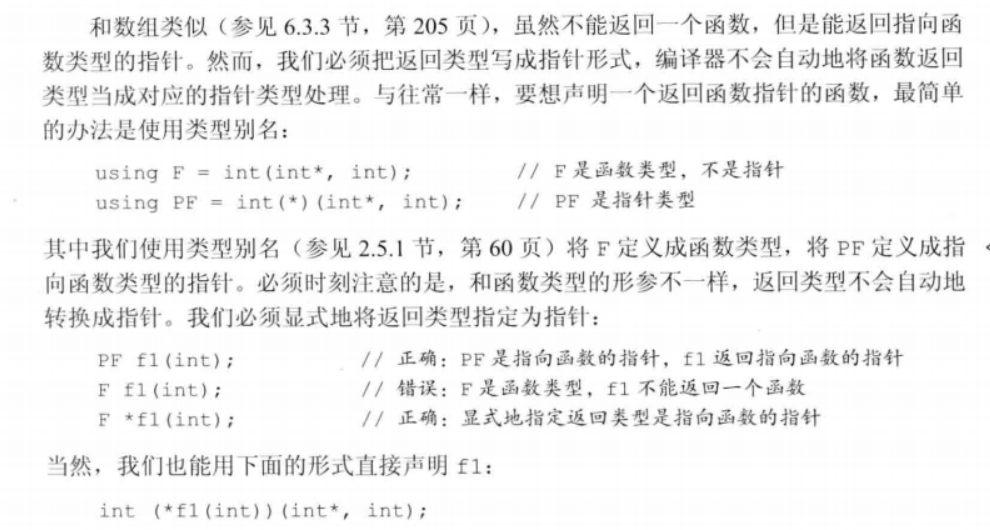 和数组类似（参见 6.3.3 节，第 205 页），虽然不能返回一个函数，但是能返回指向函
数类型的指针。然而，我们必须把返回类型写成指针形式，编译器不会自动地将函数返回
类型当成对应的指针类型处理。与往常一样，要想声明一个返回函数指针的函数，最简单
的办法是使用类型别名：
using F = int(int*, int); // F 是函数类型，不是指针
using PF = int(*)(int*, int); // PF 是指针类型
其中我们使用类型别名（参见 2.5.1 节，第 60 页）将 F 定义成函数类型，将 PF 定义成指
向函数类型的指针。必须时刻注意的是，和函数类型的形参不一样，返回类型不会自动地
转换成指针。我们必须显式地将返回类型指定为指针：
PF f1(int); // 正确：PF 是指向函数的指针，f1 返回指向函数的指针
F f1(int); // 错误：F 是函数类型，f1 不能返回一个函数
F *f1(int); // 正确：显式地指定返回类型是指向函数的指针
当然，我们也能用下面的形式直接声明 f1：
int (*f1(int))(int*, int);